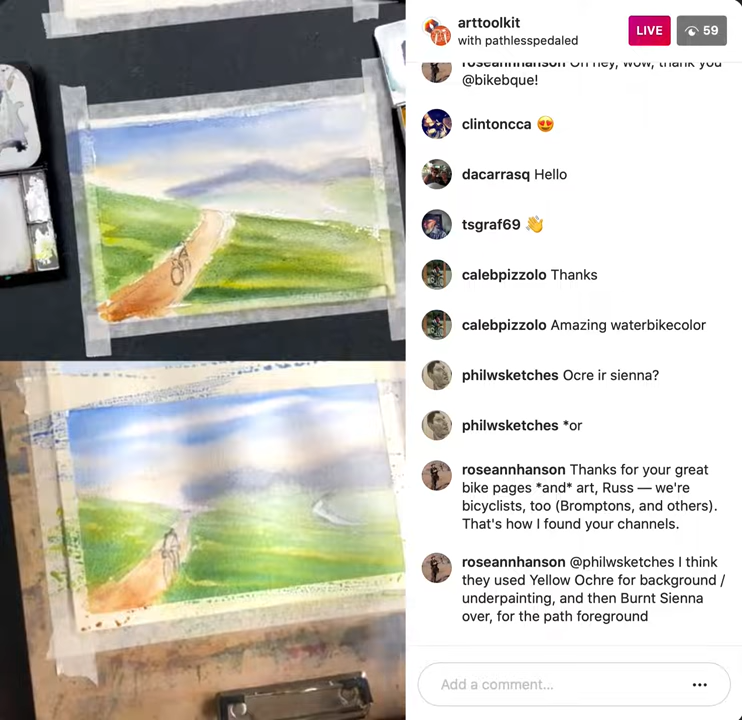 arttoolkit
with pathlesspedaled
LIVE
59
roseannhanson Oh hey, wow, thank you
@bikebque!
clintoncca 😍
dacarrasq Hello
tsgraf69 👋
calebpizzolo Thanks
calebpizzolo Amazing waterbikecolor
philwsketches Ocre ir sienna?
philwsketches *or
roseannhanson Thanks for your great
bike pages *and* art, Russ — we're
bicyclists, too (Bromptons, and others).
That's how I found your channels.
roseannhanson @philwsketches I think
they used Yellow Ochre for background /
underpainting, and then Burnt Sienna
over, for the path foreground
Add a comment...